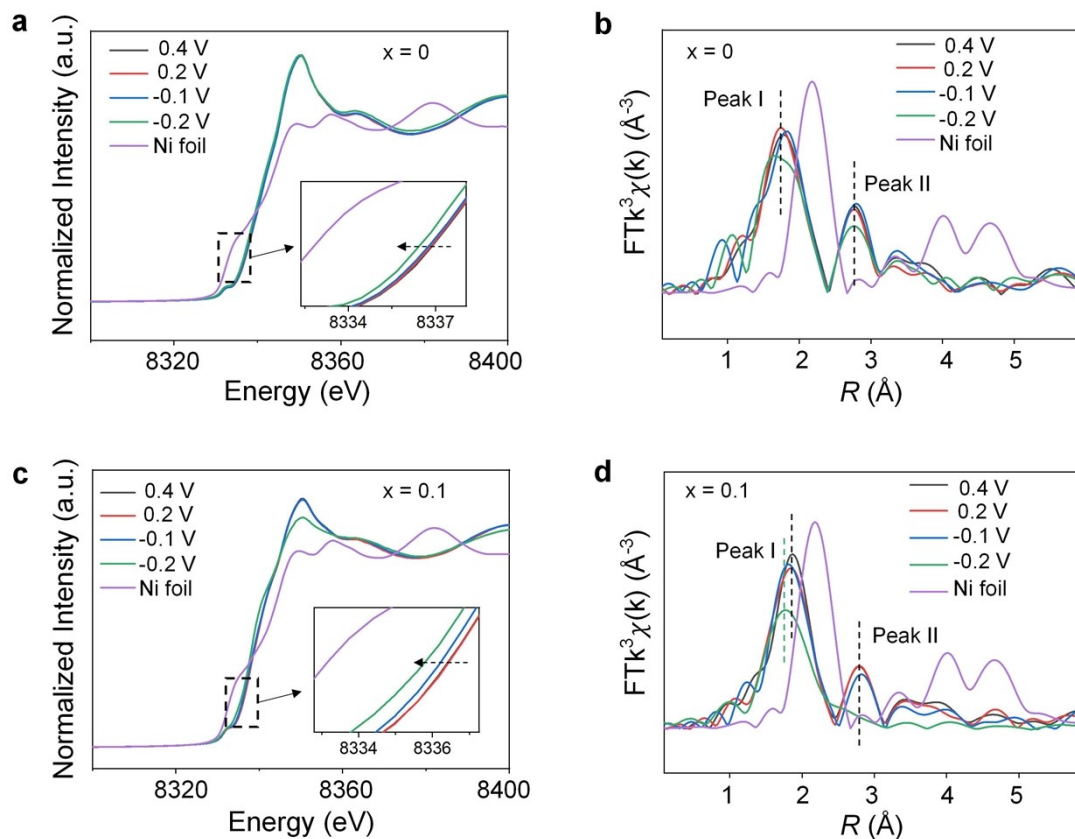 a
x = 0
0.4 V
0.2 V
-0.1 V
-0.2 V
Ni foil
8334 8337
Normalized Intensity (a.u.)
8320 8360 8400
Energy (eV)
b
x = 0
0.4 V
0.2 V
-0.1 V
-0.2 V
Ni foil
Peak I
Peak II
FTk³χ(k) (Å⁻³)
1 2 3 4 5
R (Å)
c
x = 0.1
0.4 V
0.2 V
-0.1 V
-0.2 V
Ni foil
8334 8336
Normalized Intensity (a.u.)
8320 8360 8400
Energy (eV)
d
x = 0.1
0.4 V
0.2 V
-0.1 V
-0.2 V
Ni foil
Peak I
Peak II
FTk³χ(k) (Å⁻³)
1 2 3 4 5
R (Å)